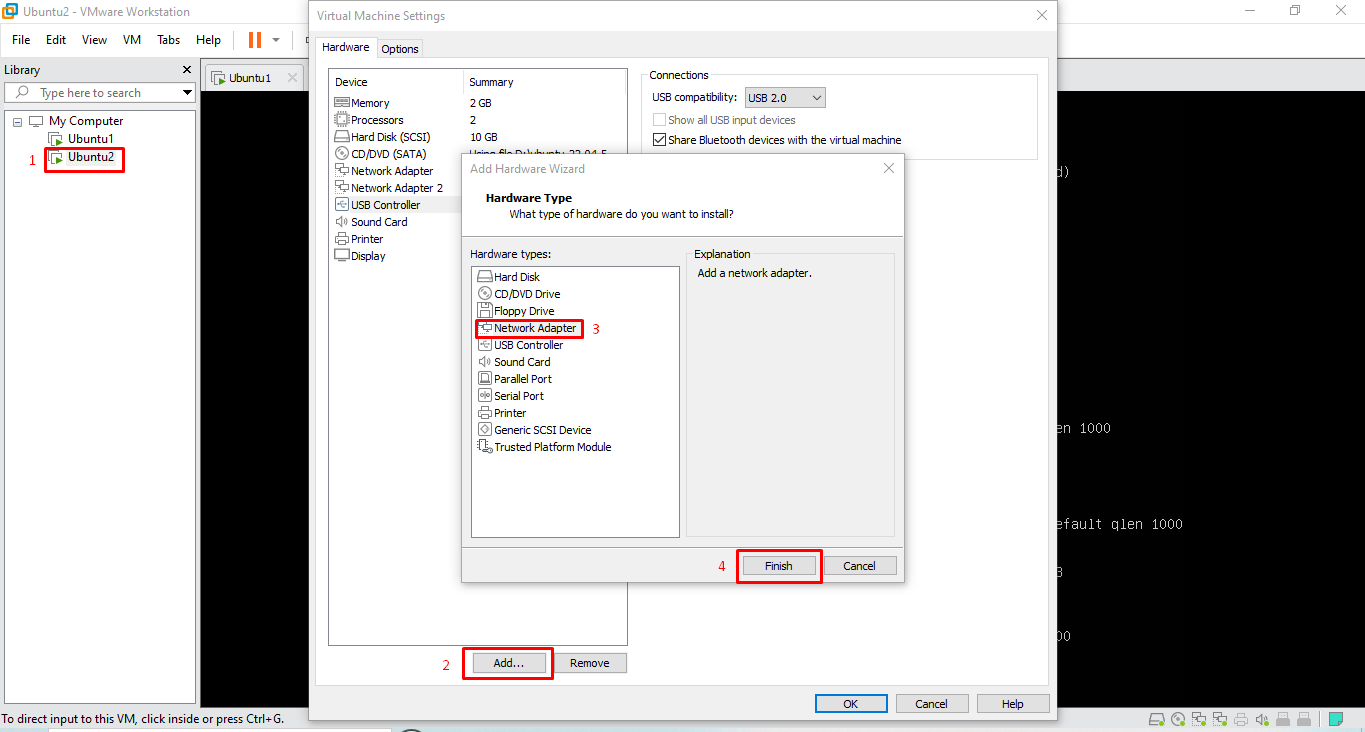 Ubuntu2 - VMware Workstation
File Edit View VM Tabs Help
Library
Type here to search
My Computer
Ubuntu1
1 Ubuntu2
Ubuntu1
Virtual Machine Settings
Hardware Options
Device Summary
Memory 2 GB
Processors 2
Hard Disk (SCSI) 10 GB
CD/DVD (SATA)
Network Adapter
Network Adapter 2
USB Controller
Sound Card
Printer
Display
Connections
USB compatibility: USB 2.0
Show all USB input devices
Share Bluetooth devices with the virtual machine
Add Hardware Wizard
Hardware Type
What type of hardware do you want to install?
Hardware types:
Hard Disk
CD/DVD Drive
Floppy Drive
Network Adapter 3
USB Controller
Sound Card
Parallel Port
Serial Port
Printer
Generic SCSI Device
Trusted Platform Module
Explanation
Add a network adapter.
4 Finish Cancel
2 Add... Remove
OK Cancel Help
d)
en 1000
efault qlen 1000
00
To direct input to this VM, click inside or press Ctrl+G.